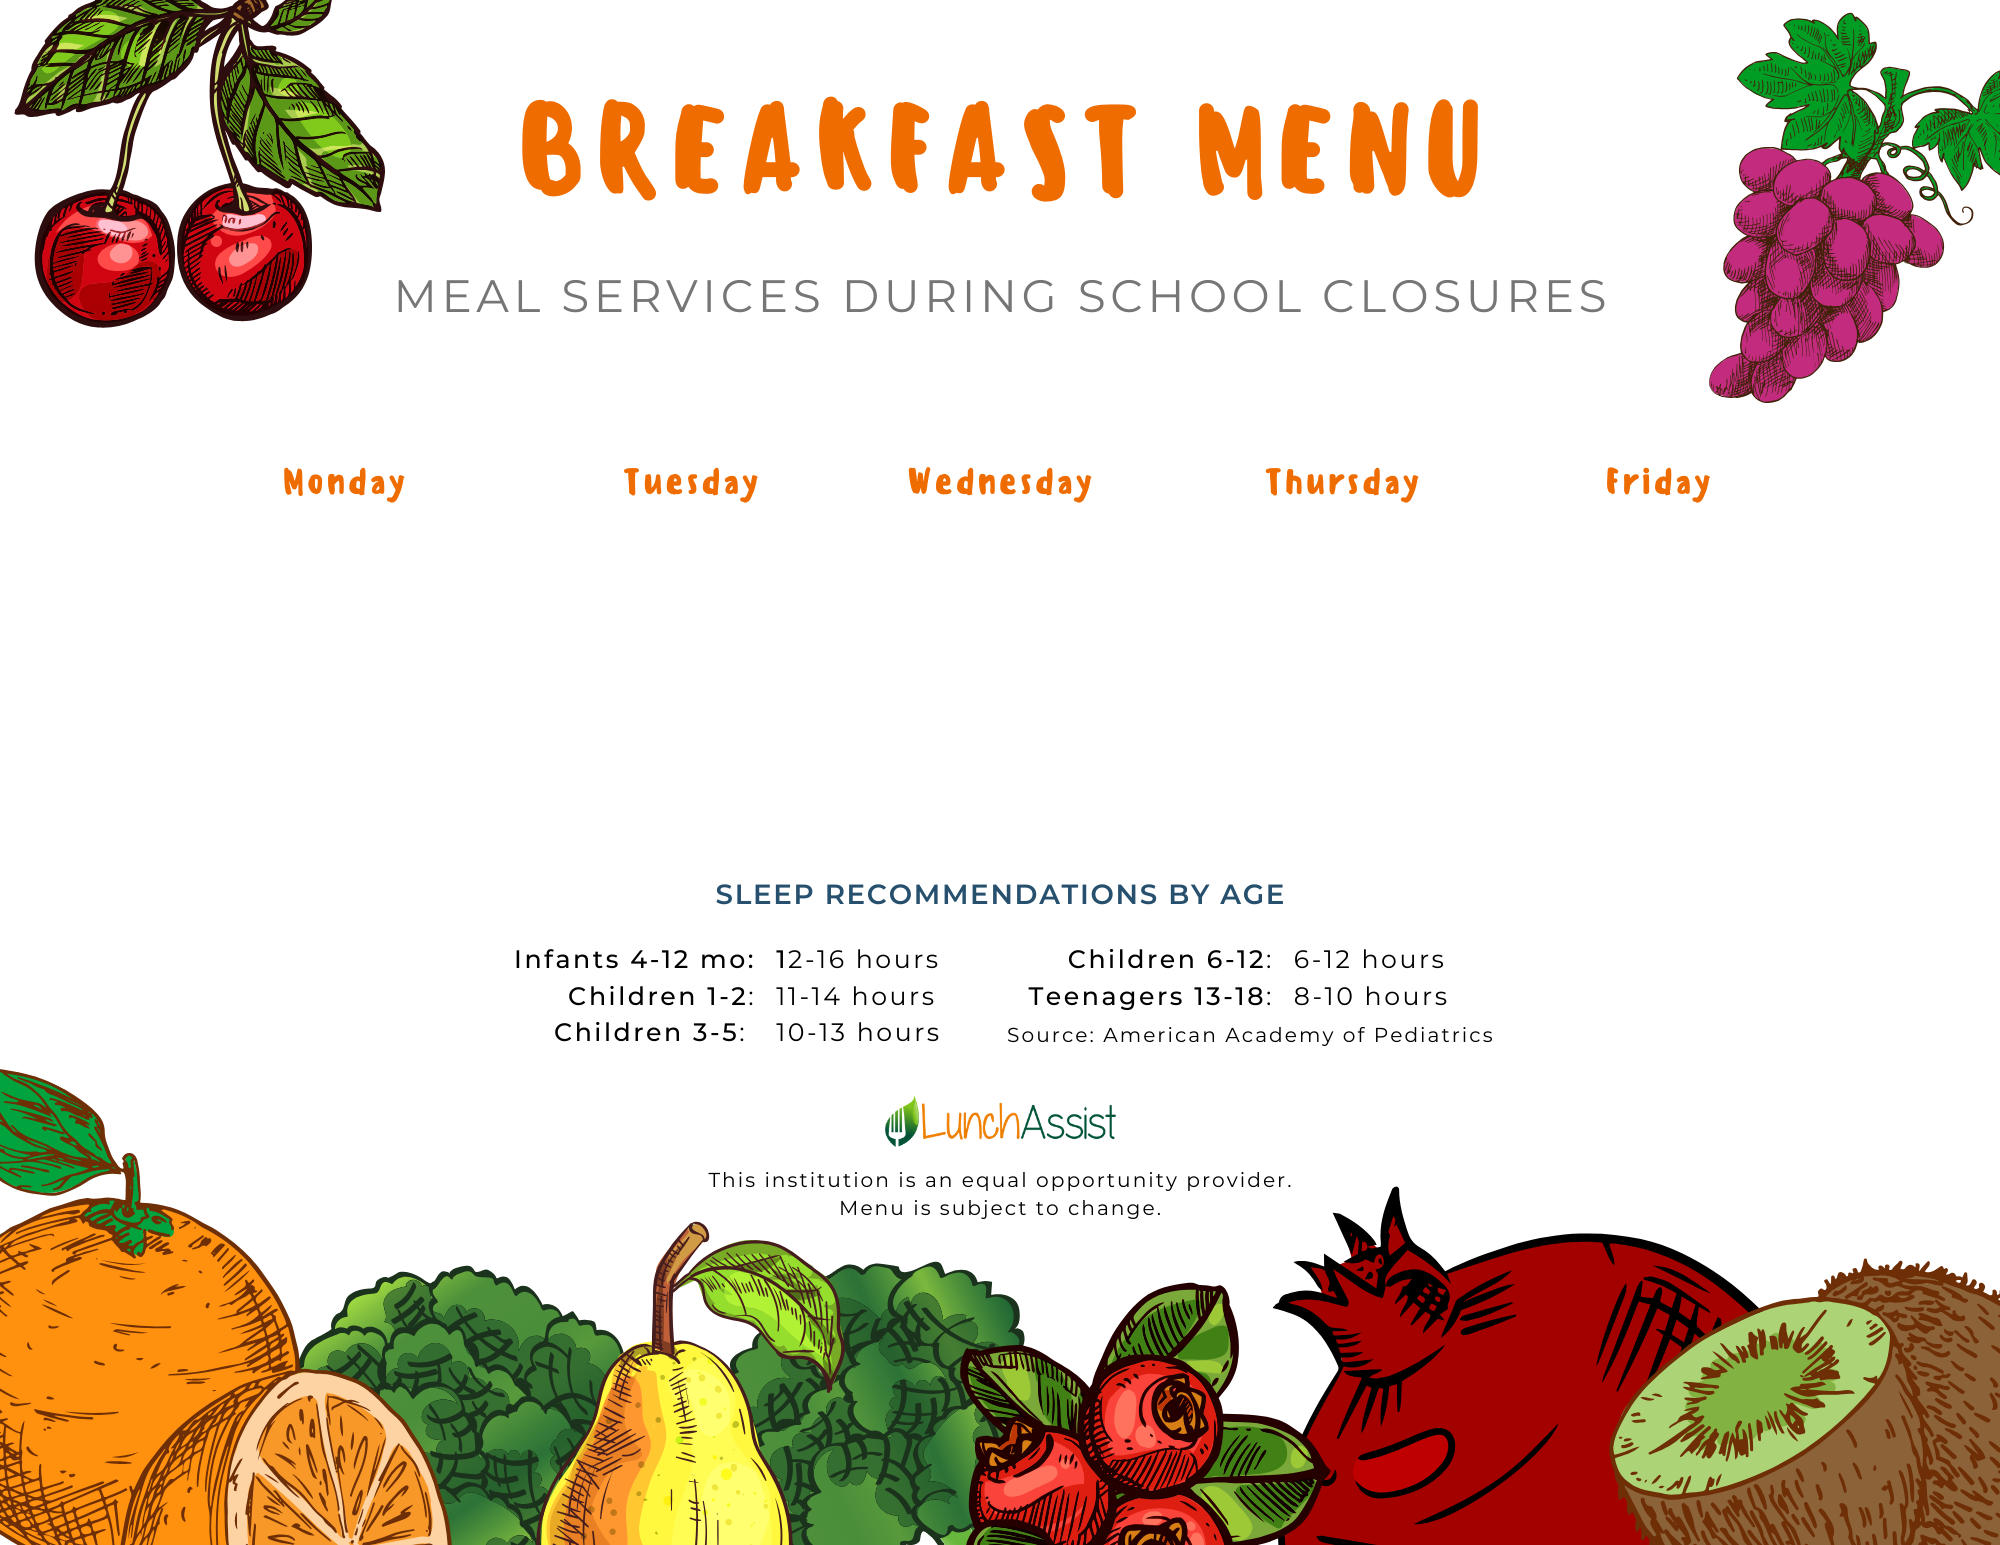 BREAKFAST MENU
MEAL SERVICES DURING SCHOOL CLOSURES
Monday Tuesday Wednesday Thursday Friday
SLEEP RECOMMENDATIONS BY AGE
Infants 4-12 mo: 12-16 hours
Children 1-2: 11-14 hours
Children 3-5: 10-13 hours
Children 6-12: 6-12 hours
Teenagers 13-18: 8-10 hours
Source: American Academy of Pediatrics
LunchAssist
This institution is an equal opportunity provider.
Menu is subject to change.